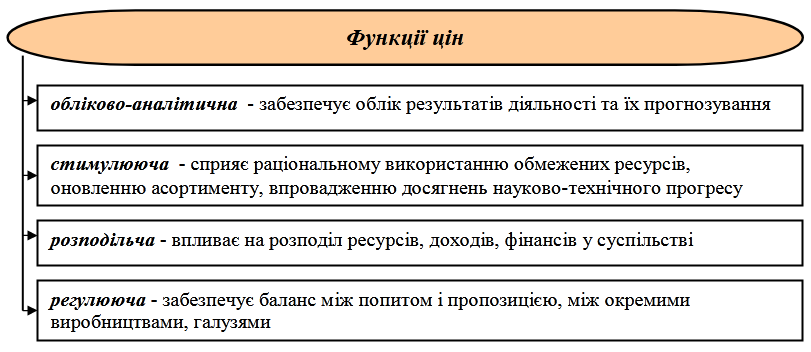 Функції цін
обліково-аналітична - забезпечує облік результатів діяльності та їх прогнозування
стимулююча - сприяє раціональному використанню обмежених ресурсів,
оновленню асортименту, впровадженню досягнень науково-технічного прогресу
розподільча - впливає на розподіл ресурсів, доходів, фінансів у суспільстві
регулююча - забезпечує баланс між попитом і пропозицією, між окремими
виробництвами, галузями